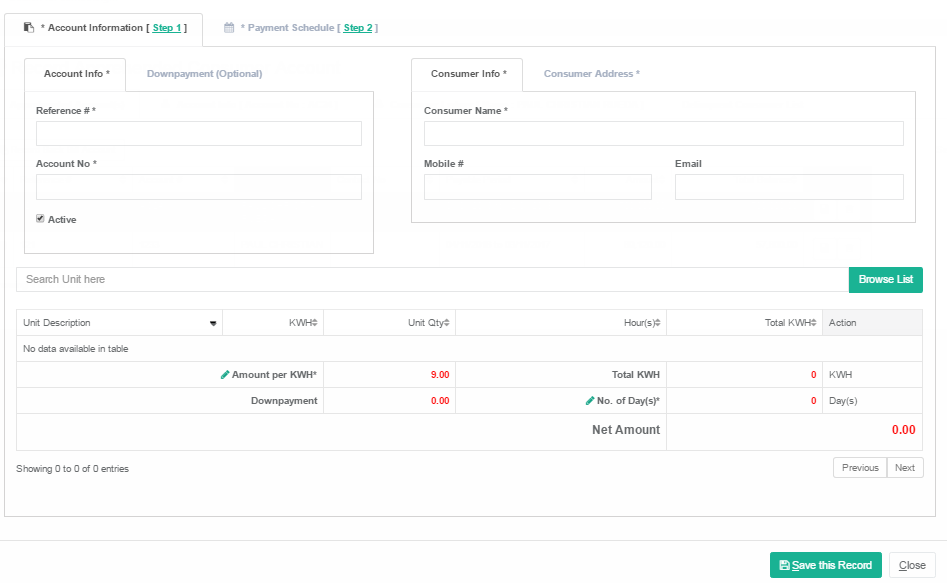 * Account Information [ Step 1 ] * Payment Schedule [ Step 2 ]
Account Info * Downpayment (Optional) Consumer Info * Consumer Address *
Reference # * Consumer Name *
Account No * Mobile # Email
Active
Search Unit here Browse List
Unit Description KWH Unit Qty Hour(s) Total KWH Action
No data available in table
Amount per KWH* 9.00 Total KWH 0 KWH
Downpayment 0.00 No. of Day(s)* 0 Day(s)
Net Amount 0.00
Showing 0 to 0 of 0 entries Previous Next
Save this Record Close